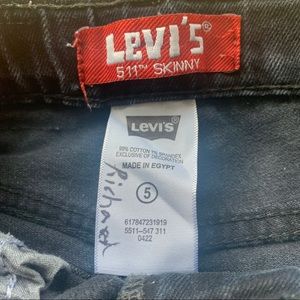 LEVI'S®
511™ SKINNY
LEVI'S
99% COTTON 1% SPANDEX
EXCLUSIVE OF DECORATION
MADE IN EGYPT
5
617847231919
5511-547 311
0422
Richard